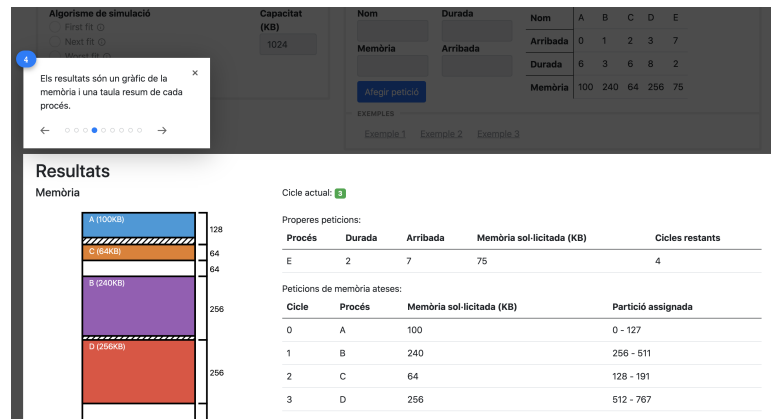 Algorisme de simulació
First fit
Next fit
Worst fit
Capacitat
(KB)
1024
Nom
Durada
Memòria
Arribada
Afegir petició
Nom A B C D E
Arribada 0 1 2 3 7
Durada 6 3 6 8 2
Memòria 100 240 64 256 75
EXEMPLES
Exemple 1 Exemple 2 Exemple 3
4
Els resultats són un gràfic de la
memòria i una taula resum de cada
procés.
Resultats
Memòria
A (100KB)
128
C (64KB)
64
64
B (240KB)
256
D (256KB)
256
Cicle actual: 3
Properes peticions:
Procés Durada Arribada Memòria sol·licitada (KB) Cicles restants
E 2 7 75 4
Peticions de memòria ateses:
Cicle Procés Memòria sol·licitada (KB) Partició assignada
0 A 100 0 - 127
1 B 240 256 - 511
2 C 64 128 - 191
3 D 256 512 - 767